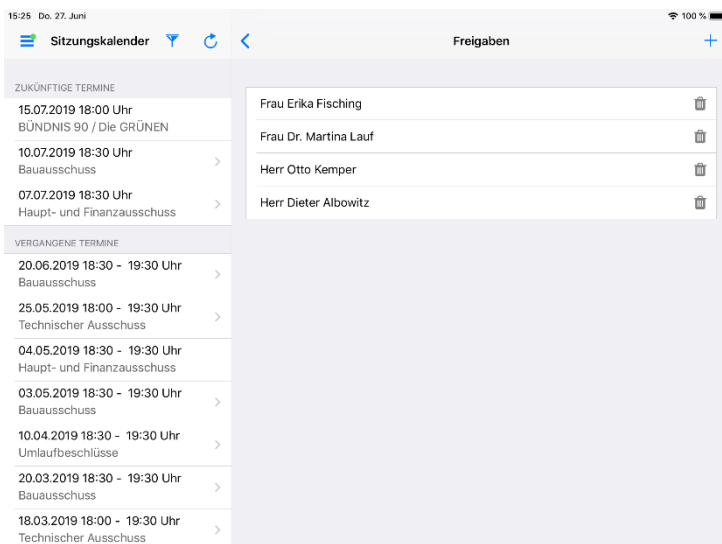 15:25 Do. 27. Juni
100 %
Sitzungskalender
Freigaben
ZUKÜNFTIGE TERMINE
15.07.2019 18:00 Uhr
BÜNDNIS 90 / Die GRÜNEN
10.07.2019 18:30 Uhr
Bauausschuss
07.07.2019 18:30 Uhr
Haupt- und Finanzausschuss
VERGANGENE TERMINE
20.06.2019 18:30 - 19:30 Uhr
Bauausschuss
25.05.2019 18:00 - 19:30 Uhr
Technischer Ausschuss
04.05.2019 18:30 - 19:30 Uhr
Haupt- und Finanzausschuss
03.05.2019 18:30 - 19:30 Uhr
Bauausschuss
10.04.2019 18:30 - 19:30 Uhr
Umlaufbeschlüsse
20.03.2019 18:30 - 19:30 Uhr
Bauausschuss
18.03.2019 18:00 - 19:30 Uhr
Technischer Ausschuss
Frau Erika Fisching
Frau Dr. Martina Lauf
Herr Otto Kemper
Herr Dieter Albowitz